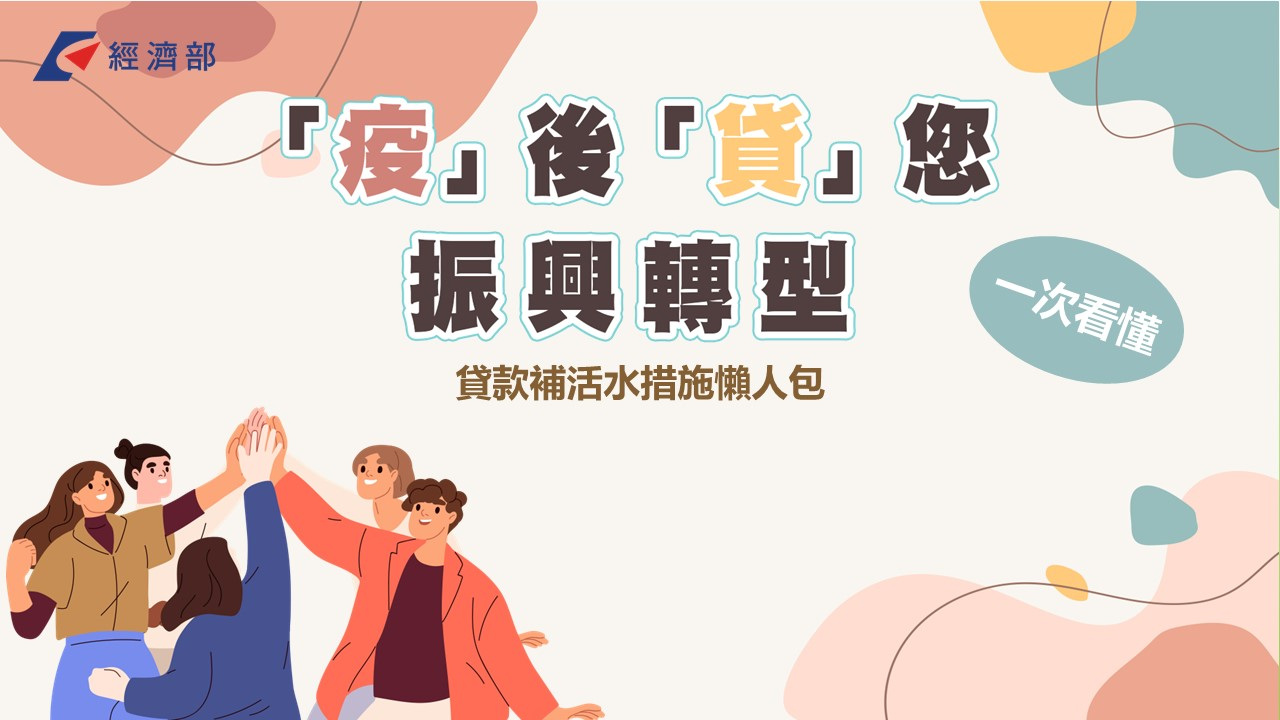 經濟部
「疫」後「貸」您
振興轉型
一次看懂
貸款補活水措施懶人包